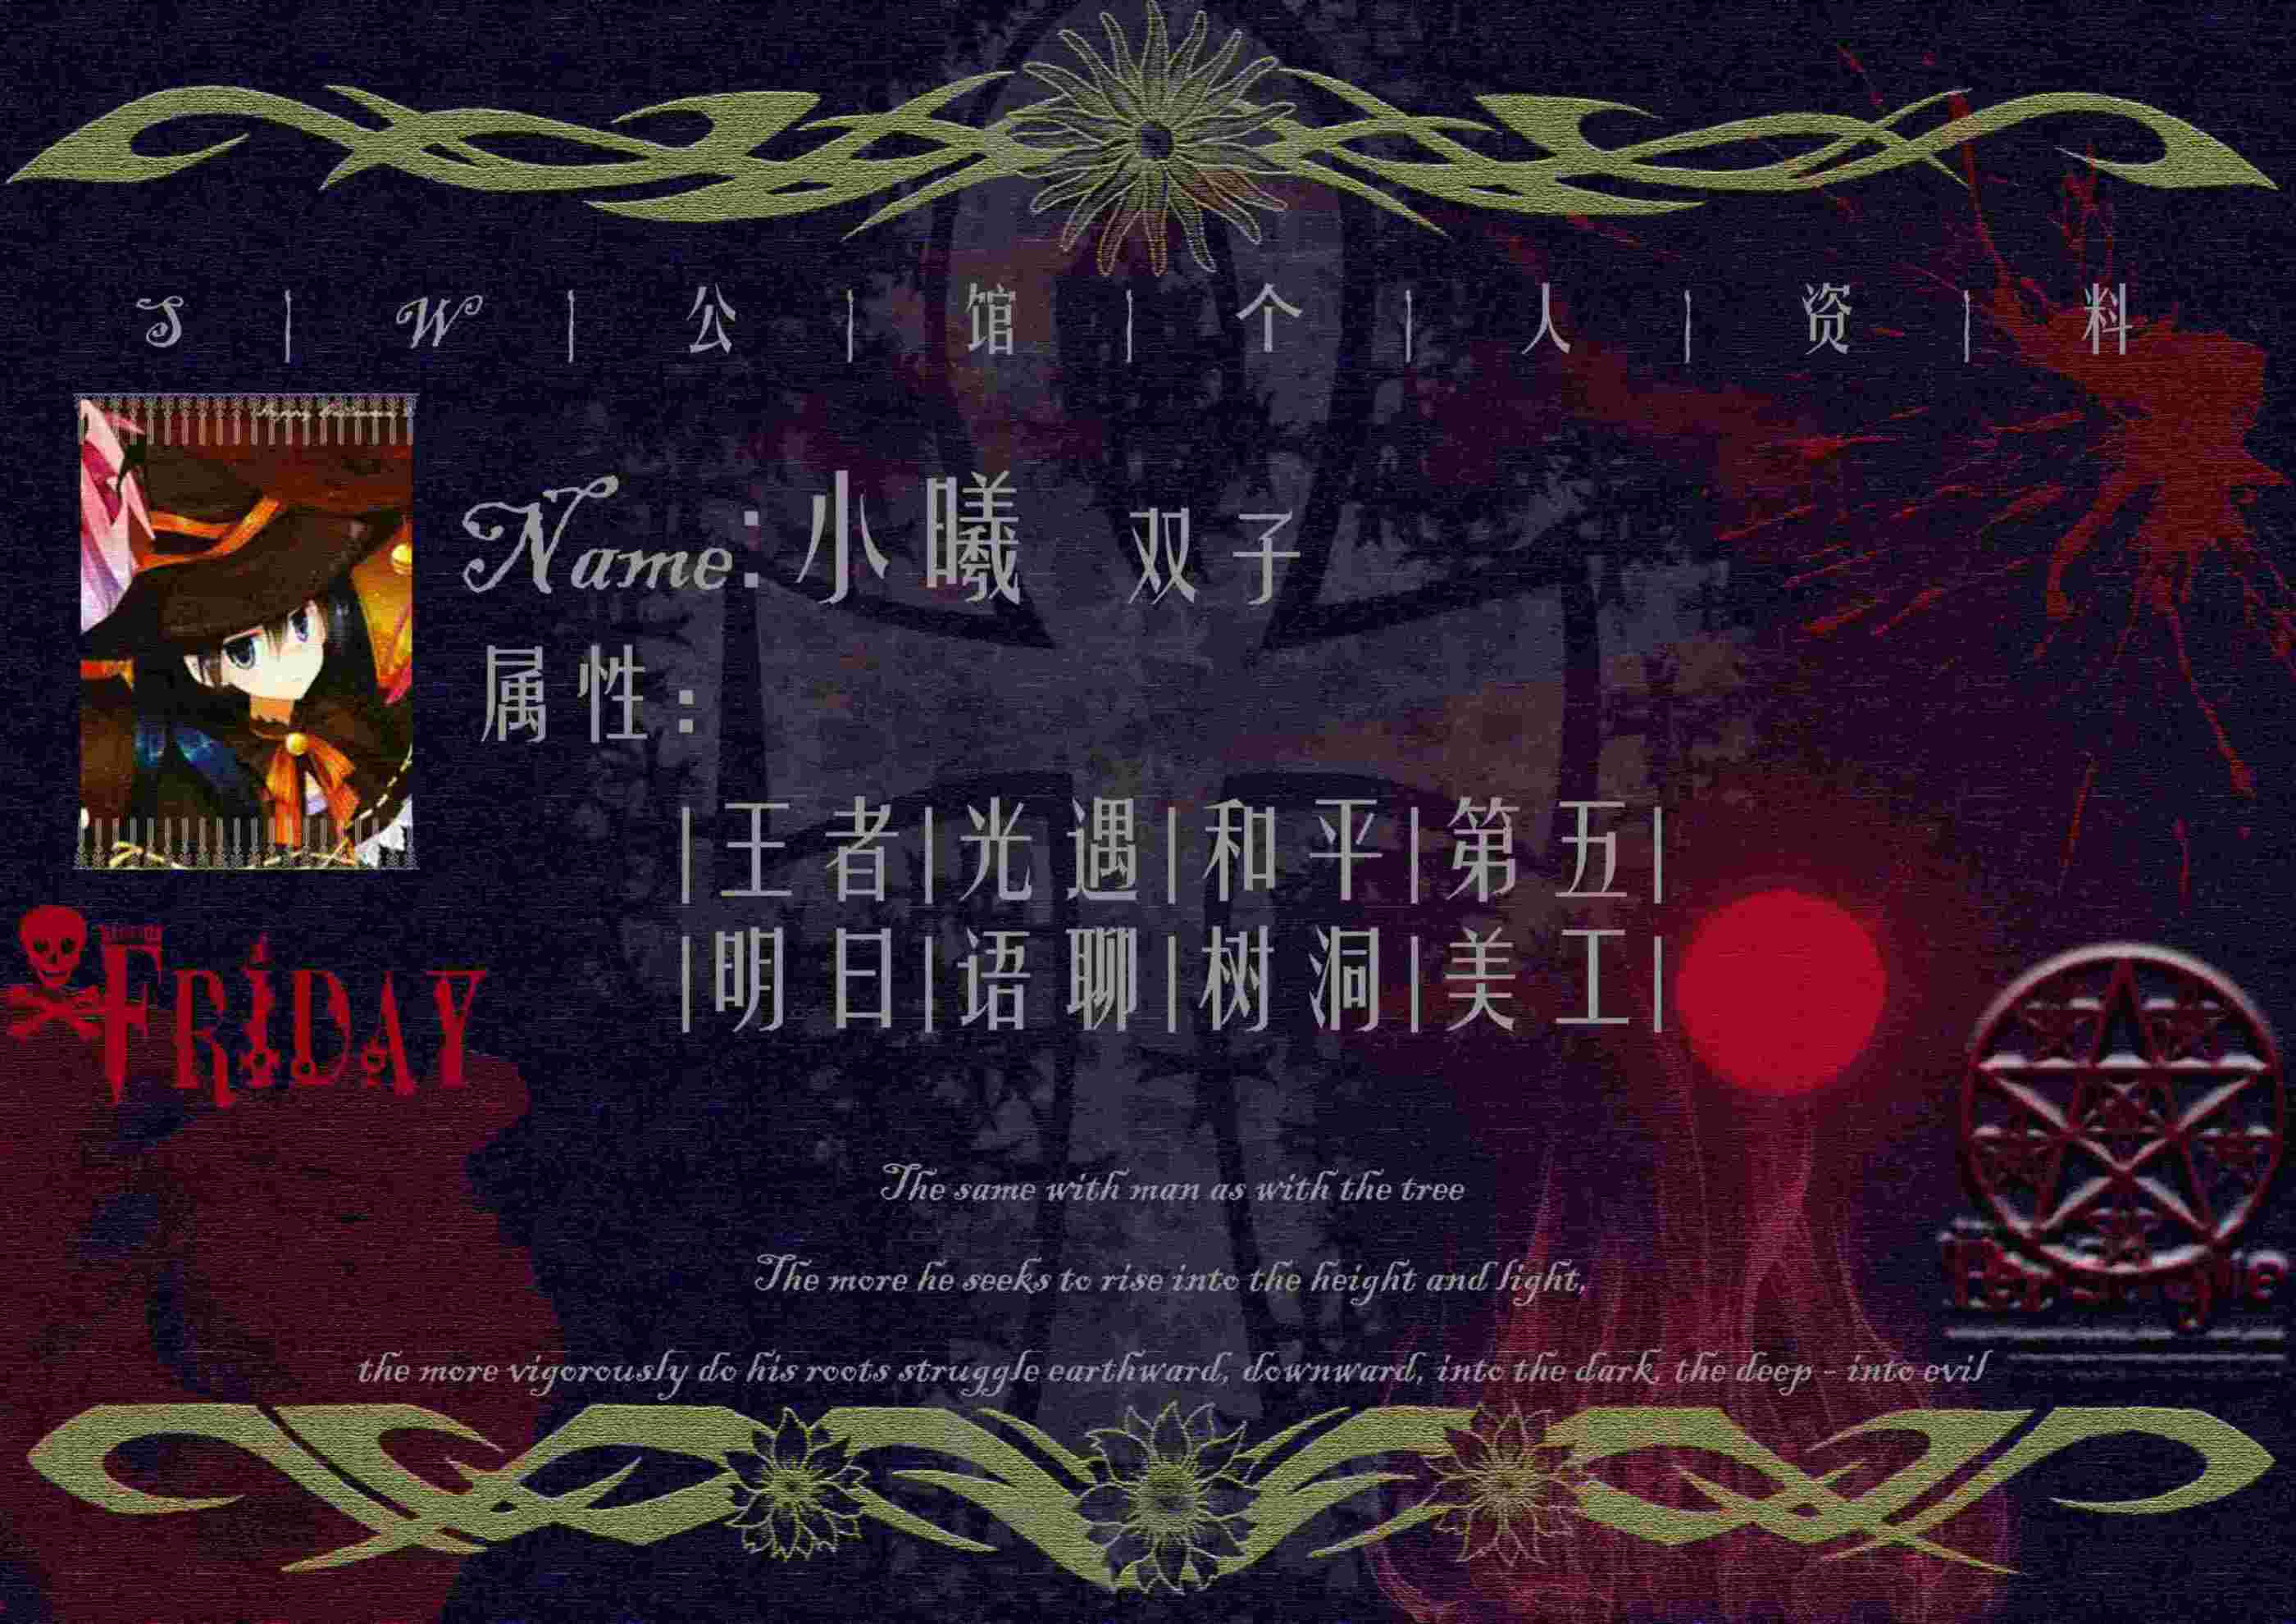 S|W|公|馆|个|人|资|料
Name:小曦 双子
属性:
|王者|光遇|和平|第五|
|明日|语聊|树洞|美工|
FRiDAY
The same with man as with the tree
The more he seeks to rise into the height and light,
the more vigorously do his roots struggle earthward, downward, into the dark, the deep - into evil